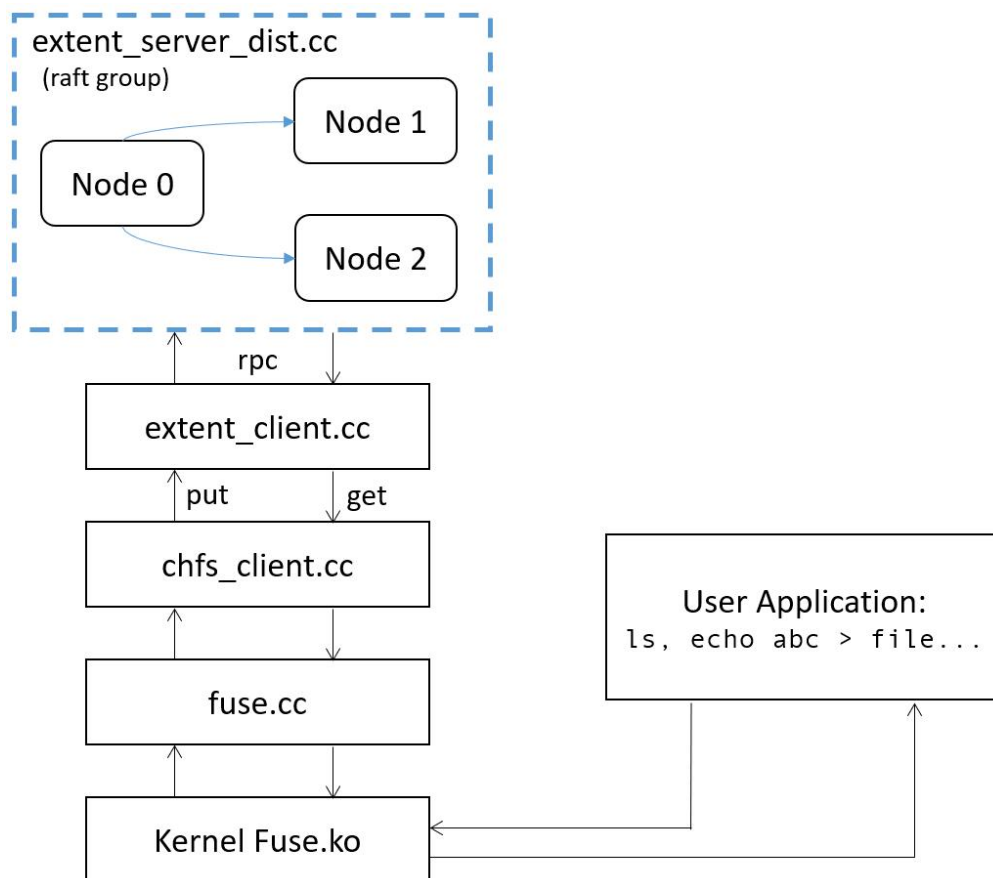 extent_server_dist.cc
(raft group)
Node 1
Node 0
Node 2
rpc
extent_client.cc
put
get
chfs_client.cc
User Application:
ls, echo abc > file...
fuse.cc
Kernel Fuse.ko